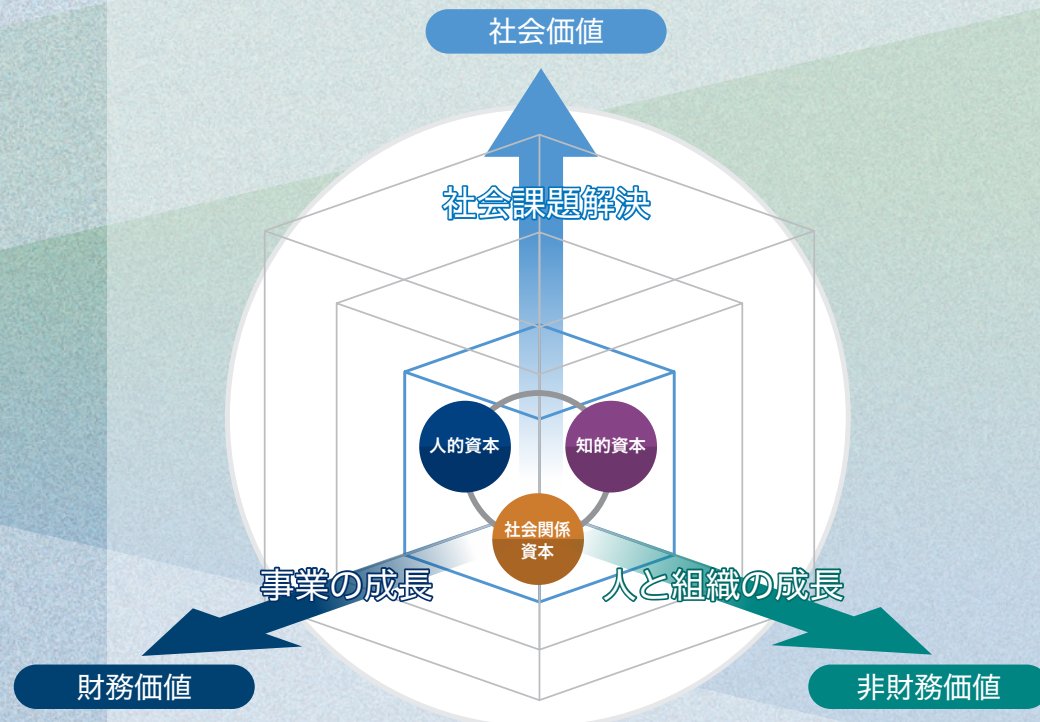 社会価値
社会課題解決
人的資本
知的資本
社会関係
資本
事業の成長
人と組織の成長
財務価値
非財務価値